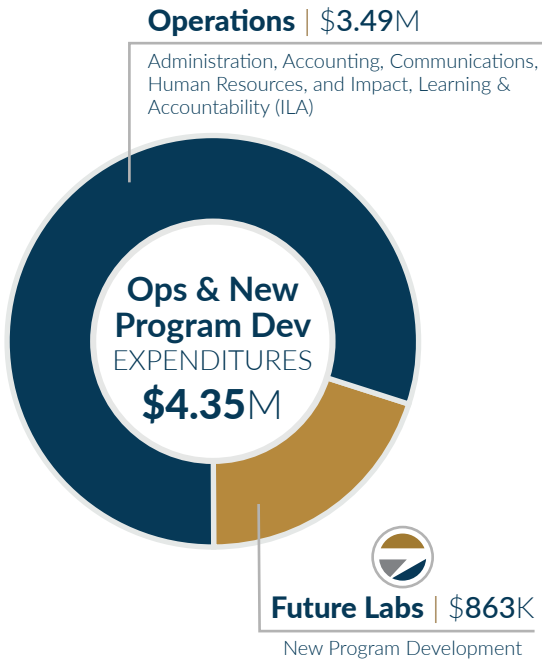 Operations | $3.49M
Administration, Accounting, Communications,
Human Resources, and Impact, Learning &
Accountability (ILA)
Ops & New
Program Dev
EXPENDITURES
$4.35M
Future Labs | $863K
New Program Development